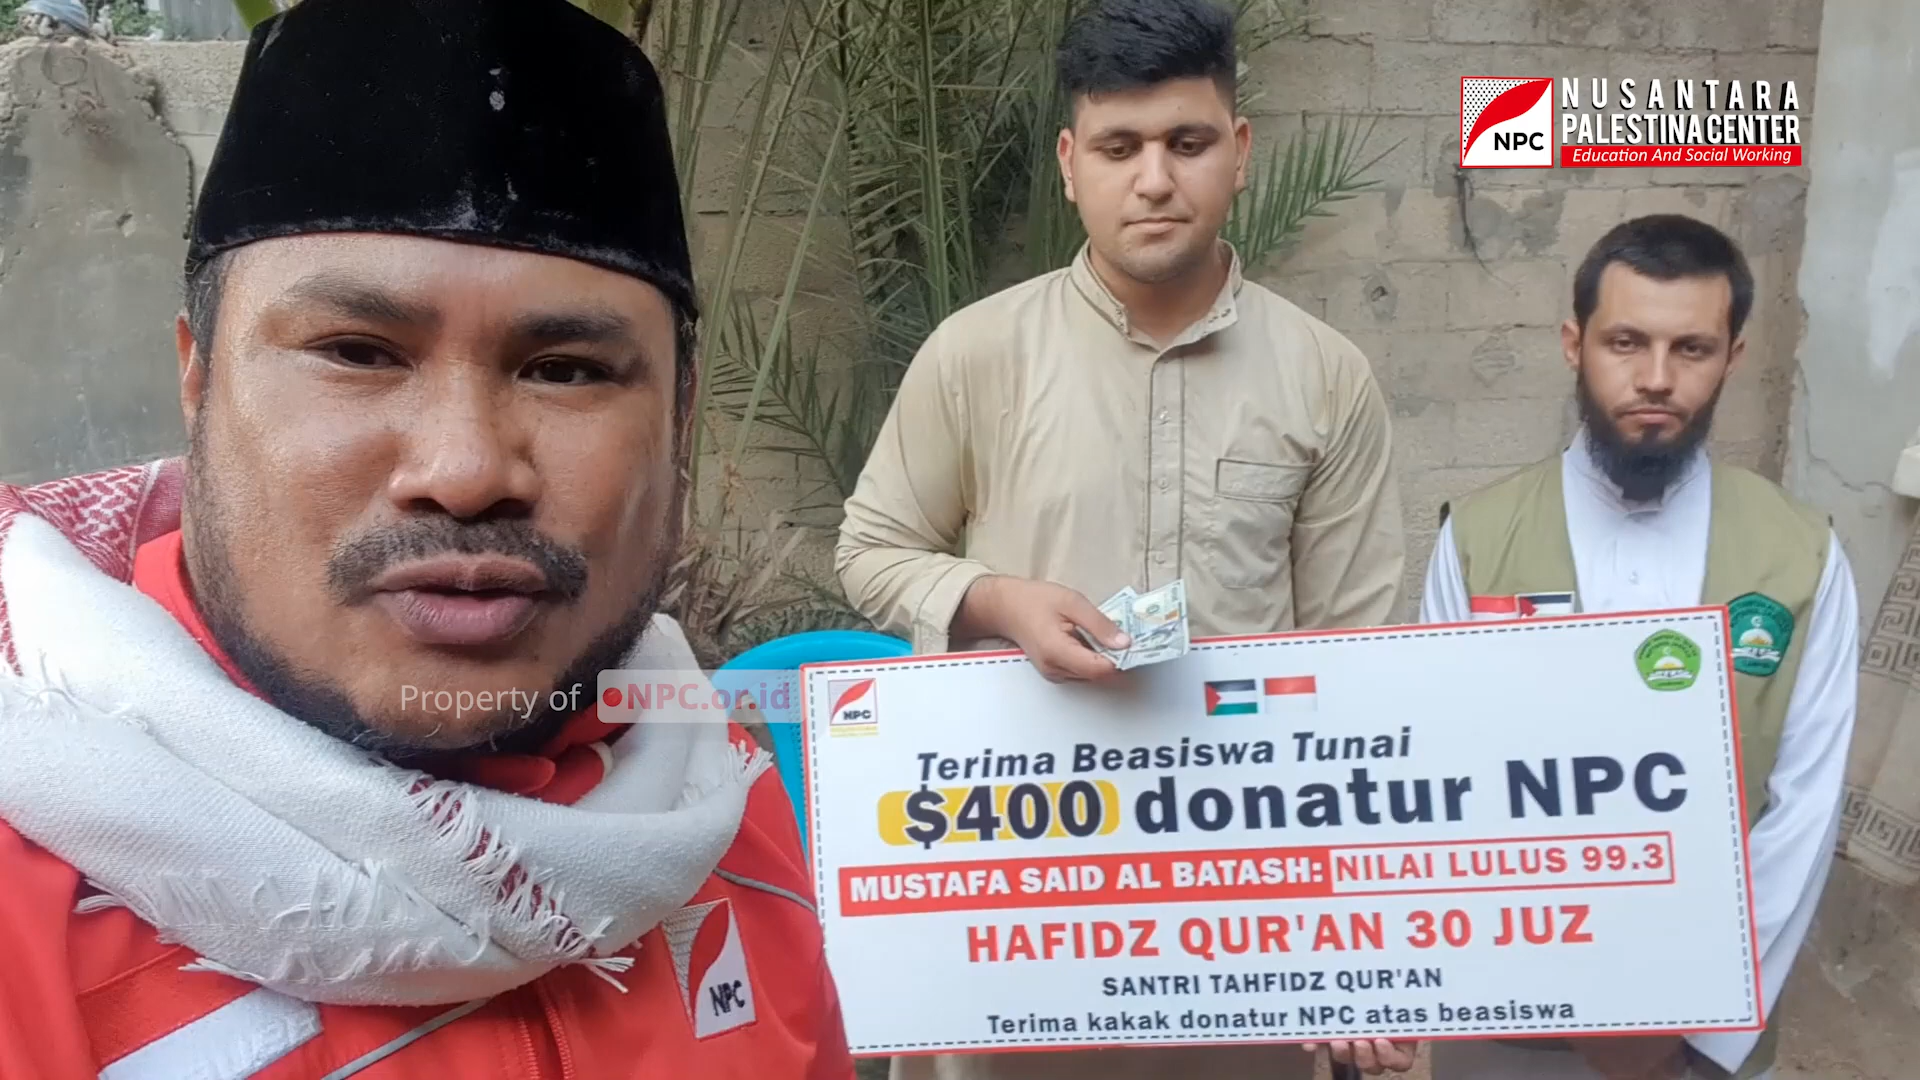 NUSANTARA
NPC
PALESTINACENTER
Education And Social Working
Property of NPC.or.id
NPC
Terima Beasiswa Tunai
$400 donatur NPC
MUSTAFA SAID AL BATASH: NILAI LULUS 99.3
HAFIDZ QUR'AN 30 JUZ
SANTRI TAHFIDZ QUR'AN
Terima kakak donatur NPC atas beasiswa
NPC